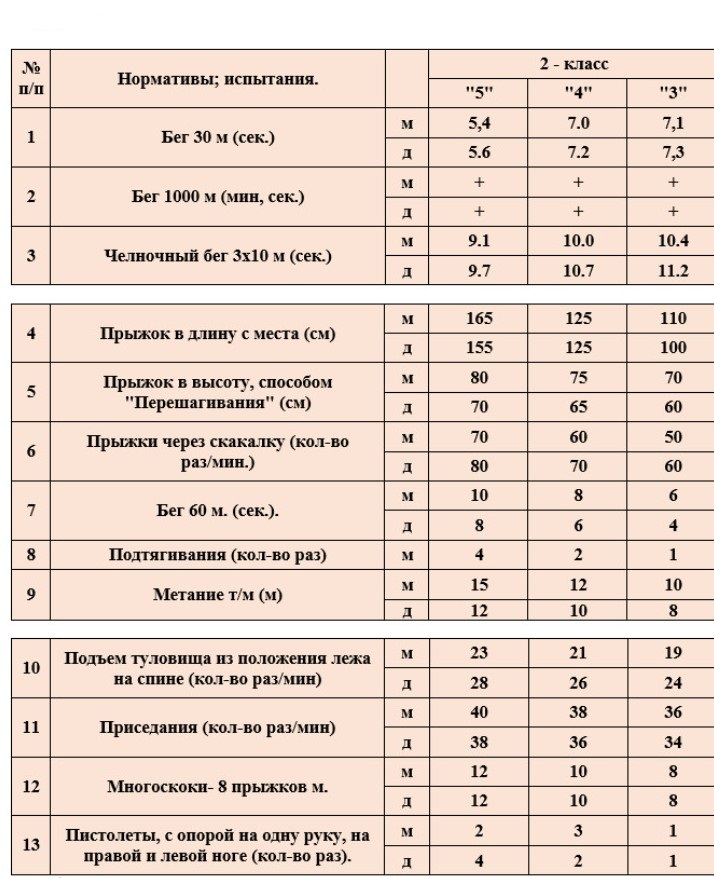 № п/п Нормативы; испытания. 2 - класс
"5" "4" "3"
1 Бег 30 м (сек.) м 5,4 7.0 7,1
д 5.6 7.2 7,3
2 Бег 1000 м (мин, сек.) м + + +
д + + +
3 Челночный бег 3х10 м (сек.) м 9.1 10.0 10.4
д 9.7 10.7 11.2
4 Прыжок в длину с места (см) м 165 125 110
д 155 125 100
5 Прыжок в высоту, способом м 80 75 70
"Перешагивания" (см) д 70 65 60
6 Прыжки через скакалку (кол-во м 70 60 50
раз/мин.) д 80 70 60
7 Бег 60 м. (сек.). м 10 8 6
д 8 6 4
8 Подтягивания (кол-во раз) м 4 2 1
9 Метание т/м (м) м 15 12 10
д 12 10 8
10 Подъем туловища из положения лежа м 23 21 19
на спине (кол-во раз/мин) д 28 26 24
11 Приседания (кол-во раз/мин) м 40 38 36
д 38 36 34
12 Многоскоки- 8 прыжков м. м 12 10 8
д 12 10 8
13 Пистолеты, с опорой на одну руку, на м 2 3 1
правой и левой ноге (кол-во раз). д 4 2 1